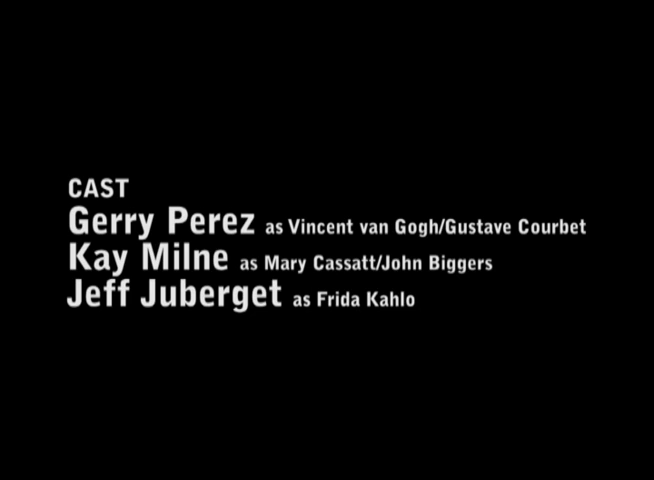 CAST
Gerry Perez as Vincent van Gogh/Gustave Courbet
Kay Milne as Mary Cassatt/John Biggers
Jeff Juberget as Frida Kahlo